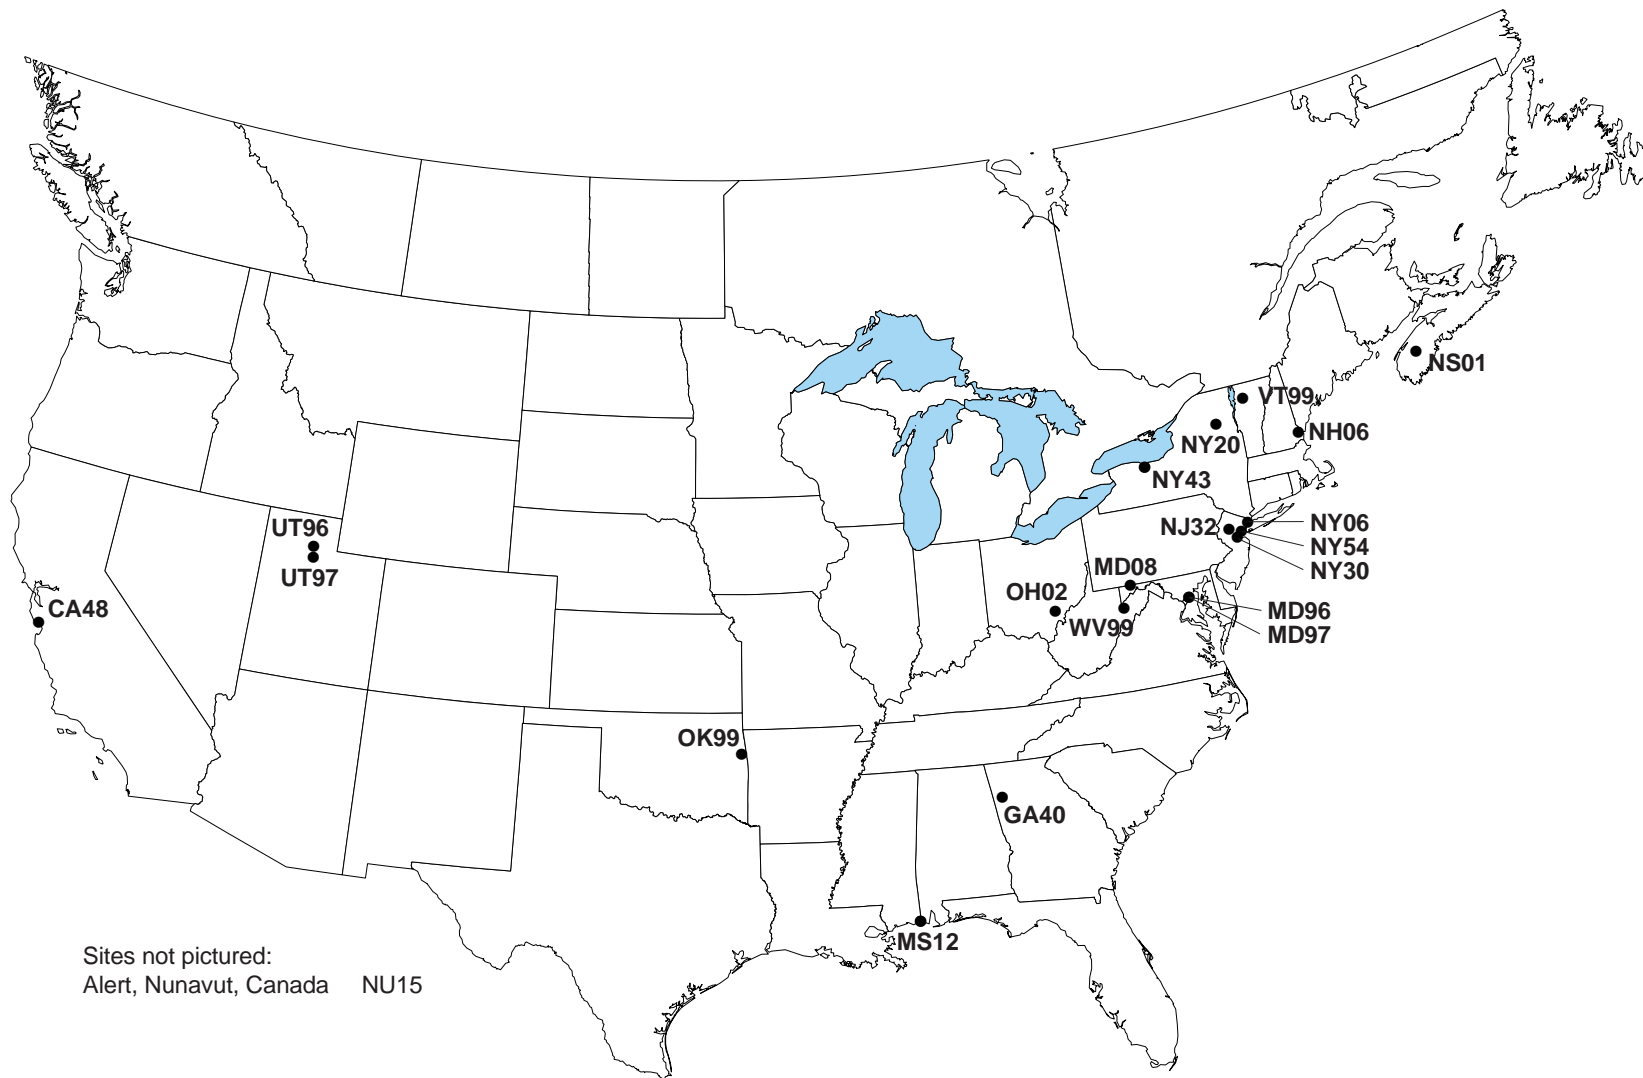 NS01
VT99
NH06
NY20
NY43
NJ32
NY06
NY54
NY30
UT96
UT97
MD08
OH02
WV99
MD96
MD97
CA48
OK99
GA40
MS12
Sites not pictured:
Alert, Nunavut, Canada NU15